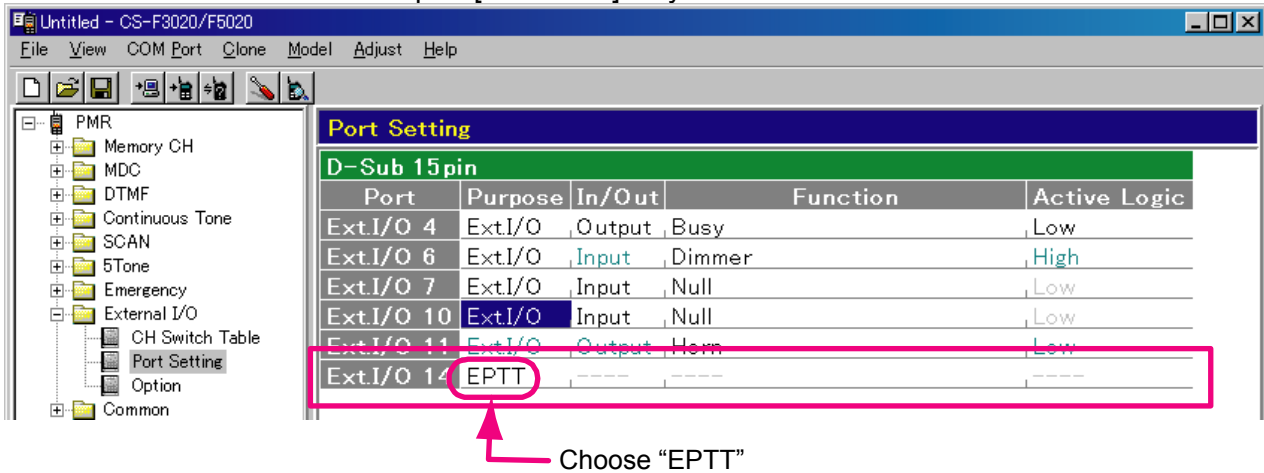 Untitled - CS-F3020/F5020
File View COM Port Clone Model Adjust Help
PMR
Memory CH
MDC
DTMF
Continuous Tone
SCAN
5Tone
Emergency
External I/O
CH Switch Table
Port Setting
Option
Common
Port Setting
D-Sub 15pin
Port Purpose In/Out Function Active Logic
Ext.I/O 4 Ext.I/O Output Busy Low
Ext.I/O 6 Ext.I/O Input Dimmer High
Ext.I/O 7 Ext.I/O Input Null Low
Ext.I/O 10 Ext.I/O Input Null Low
Ext.I/O 11 Ext.I/O Output Horn Low
Ext.I/O 14 EPTT ---- ---- ----
Choose “EPTT”